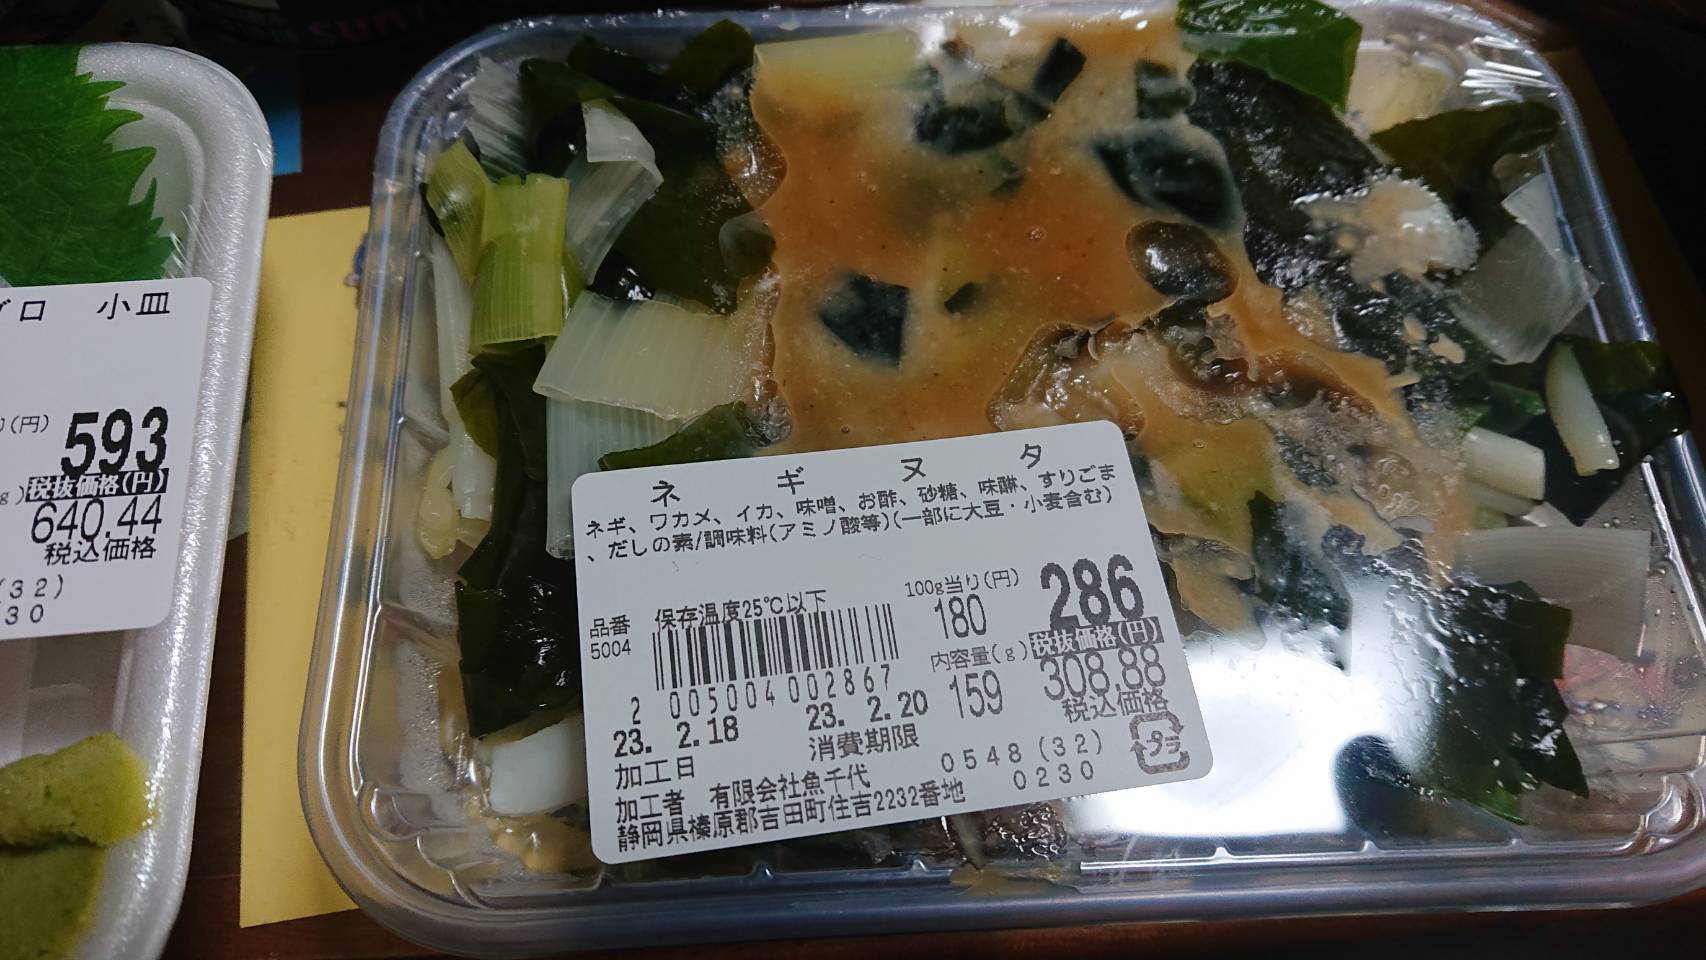 小皿
(円)
593
税抜価格(円)
640.44
税込価格
(32)
30
ネギヌタ
ネギ、ワカメ、イカ、味噌、お酢、砂糖、味醂、すりごま
、だしの素/調味料(アミノ酸等)(一部に大豆・小麦含む)
品番
5004
保存温度25℃以下
100g当り(円)
180
286
税抜価格(円)
内容量(g)
159
308.88
税込価格
2 005004 002867
23. 2.18
加工日
23. 2.20
消費期限
プラ
加工者 有限会社魚千代
0548(32)
静岡県榛原郡吉田町住吉2232番地
0230